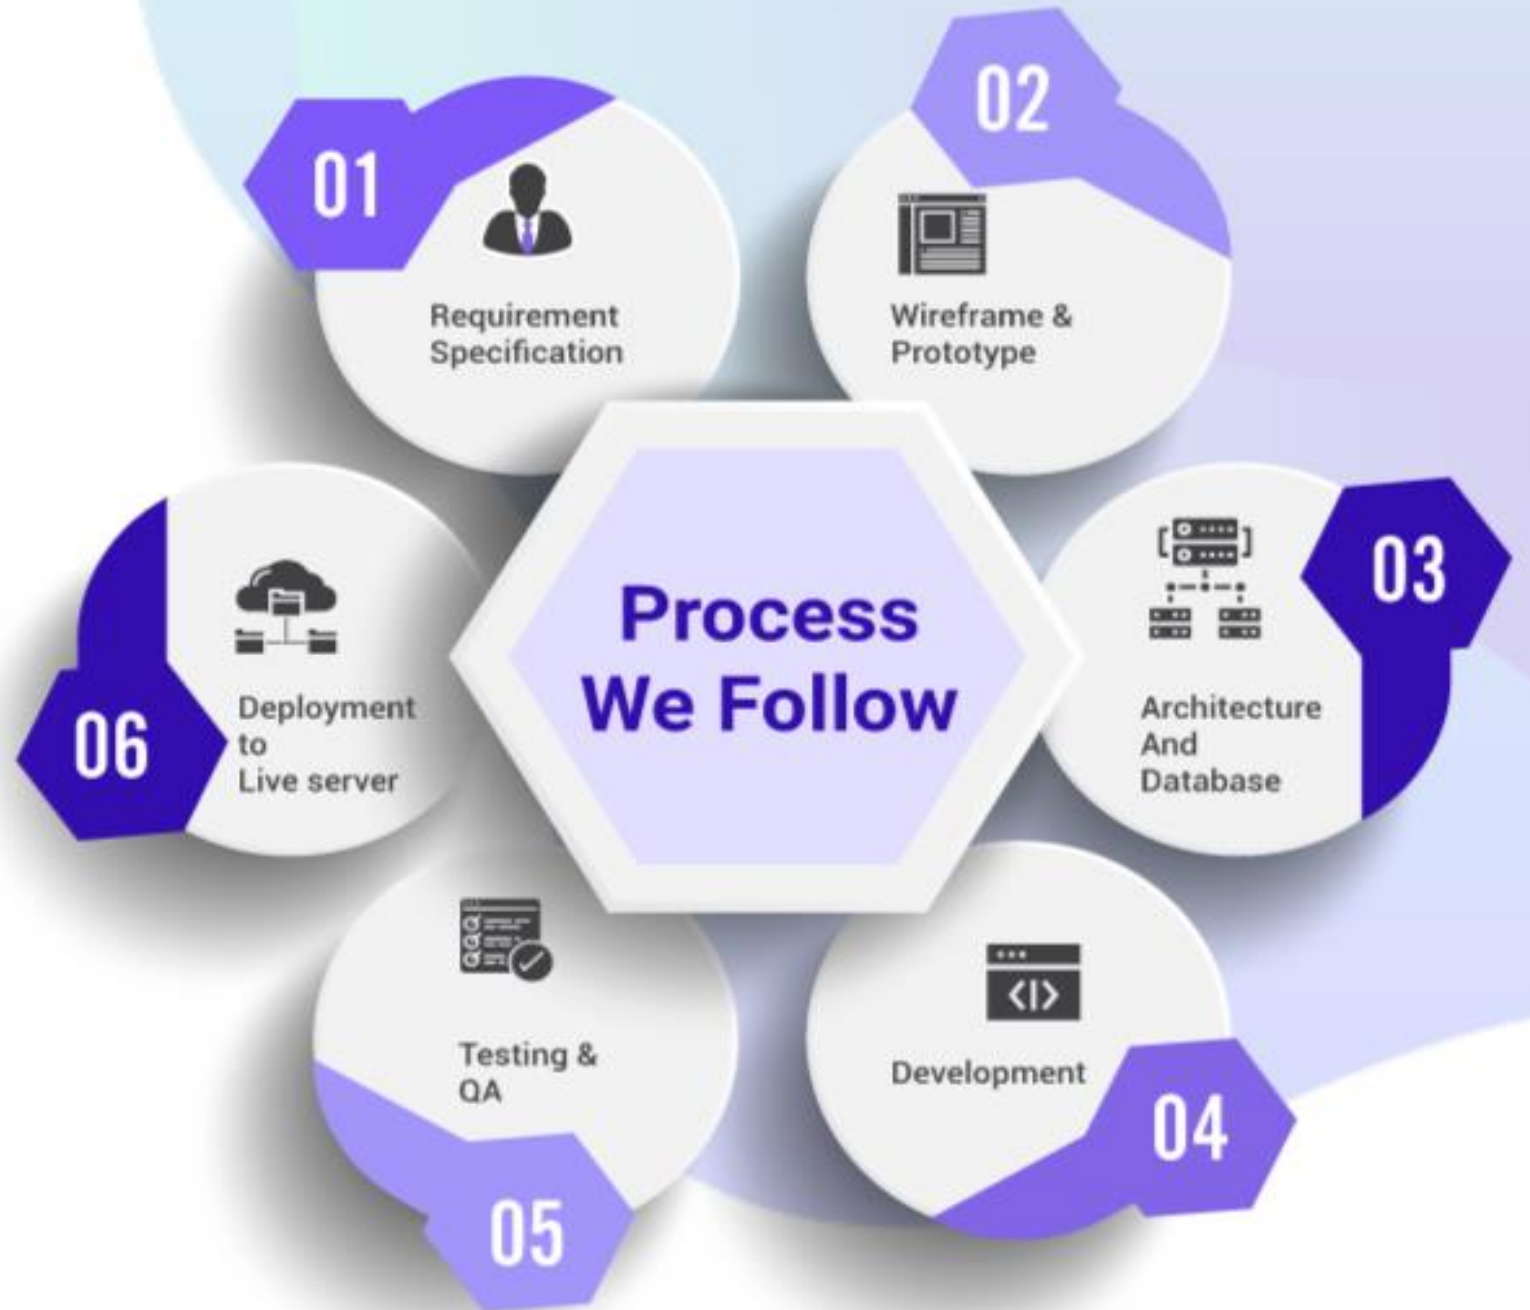 01
Requirement
Specification
02
Wireframe &
Prototype
03
Architecture
And
Database
04
Development
05
Testing &
QA
06
Deployment
to
Live server
Process
We Follow